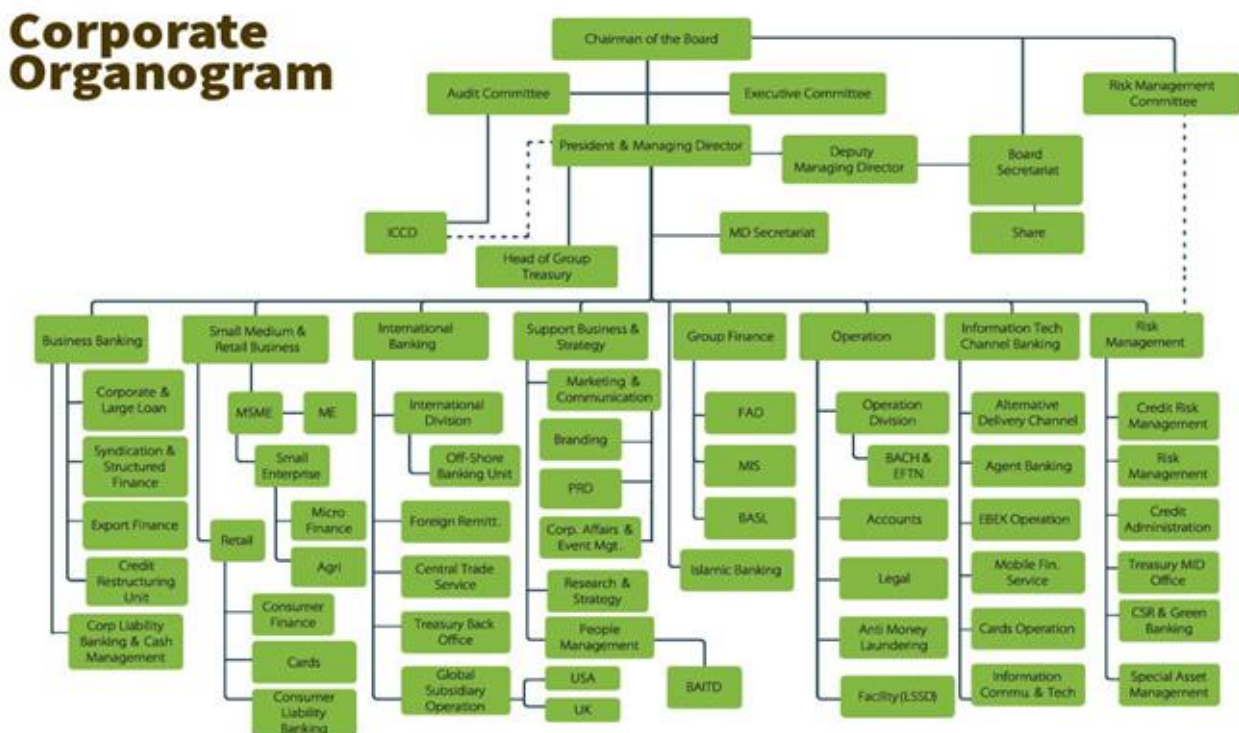 Corporate
Organogram
Chairman of the Board
Audit Committee
Executive Committee
Risk Management
Committee
President & Managing Director
Deputy
Managing Director
Board
Secretariat
ICCD
MD Secretariat
Share
Head of Group
Treasury
Business Banking
Small Medium &
Retail Business
International
Banking
Support Business &
Strategy
Group Finance
Operation
Information Tech
Channel Banking
Risk
Management
Corporate &
Large Loan
Syndication &
Structured
Finance
Export Finance
Credit
Restructuring
Unit
Corp Liability
Banking & Cash
Management
MSME
ME
Small
Enterprise
Micro
Finance
Agri
Retail
Consumer
Finance
Cards
Consumer
Liability
Banking
International
Division
Off-Shore
Banking Unit
Foreign Remitt.
Central Trade
Service
Treasury Back
Office
Global
Subsidiary
Operation
USA
UK
Marketing &
Communication
Branding
PRD
Corp. Affairs &
Event Mgt.
Research &
Strategy
People
Management
BAITD
FAD
MIS
BASL
Islamic Banking
Operation
Division
BACH &
EFTN
Accounts
Legal
Anti Money
Laundering
Facility (LSSD)
Alternative
Delivery Channel
Agent Banking
EBEK Operation
Mobile Fin.
Service
Cards Operation
Information
Commu. & Tech
Credit Risk
Management
Risk
Management
Credit
Administration
Treasury MID
Office
CSR & Green
Banking
Special Asset
Management